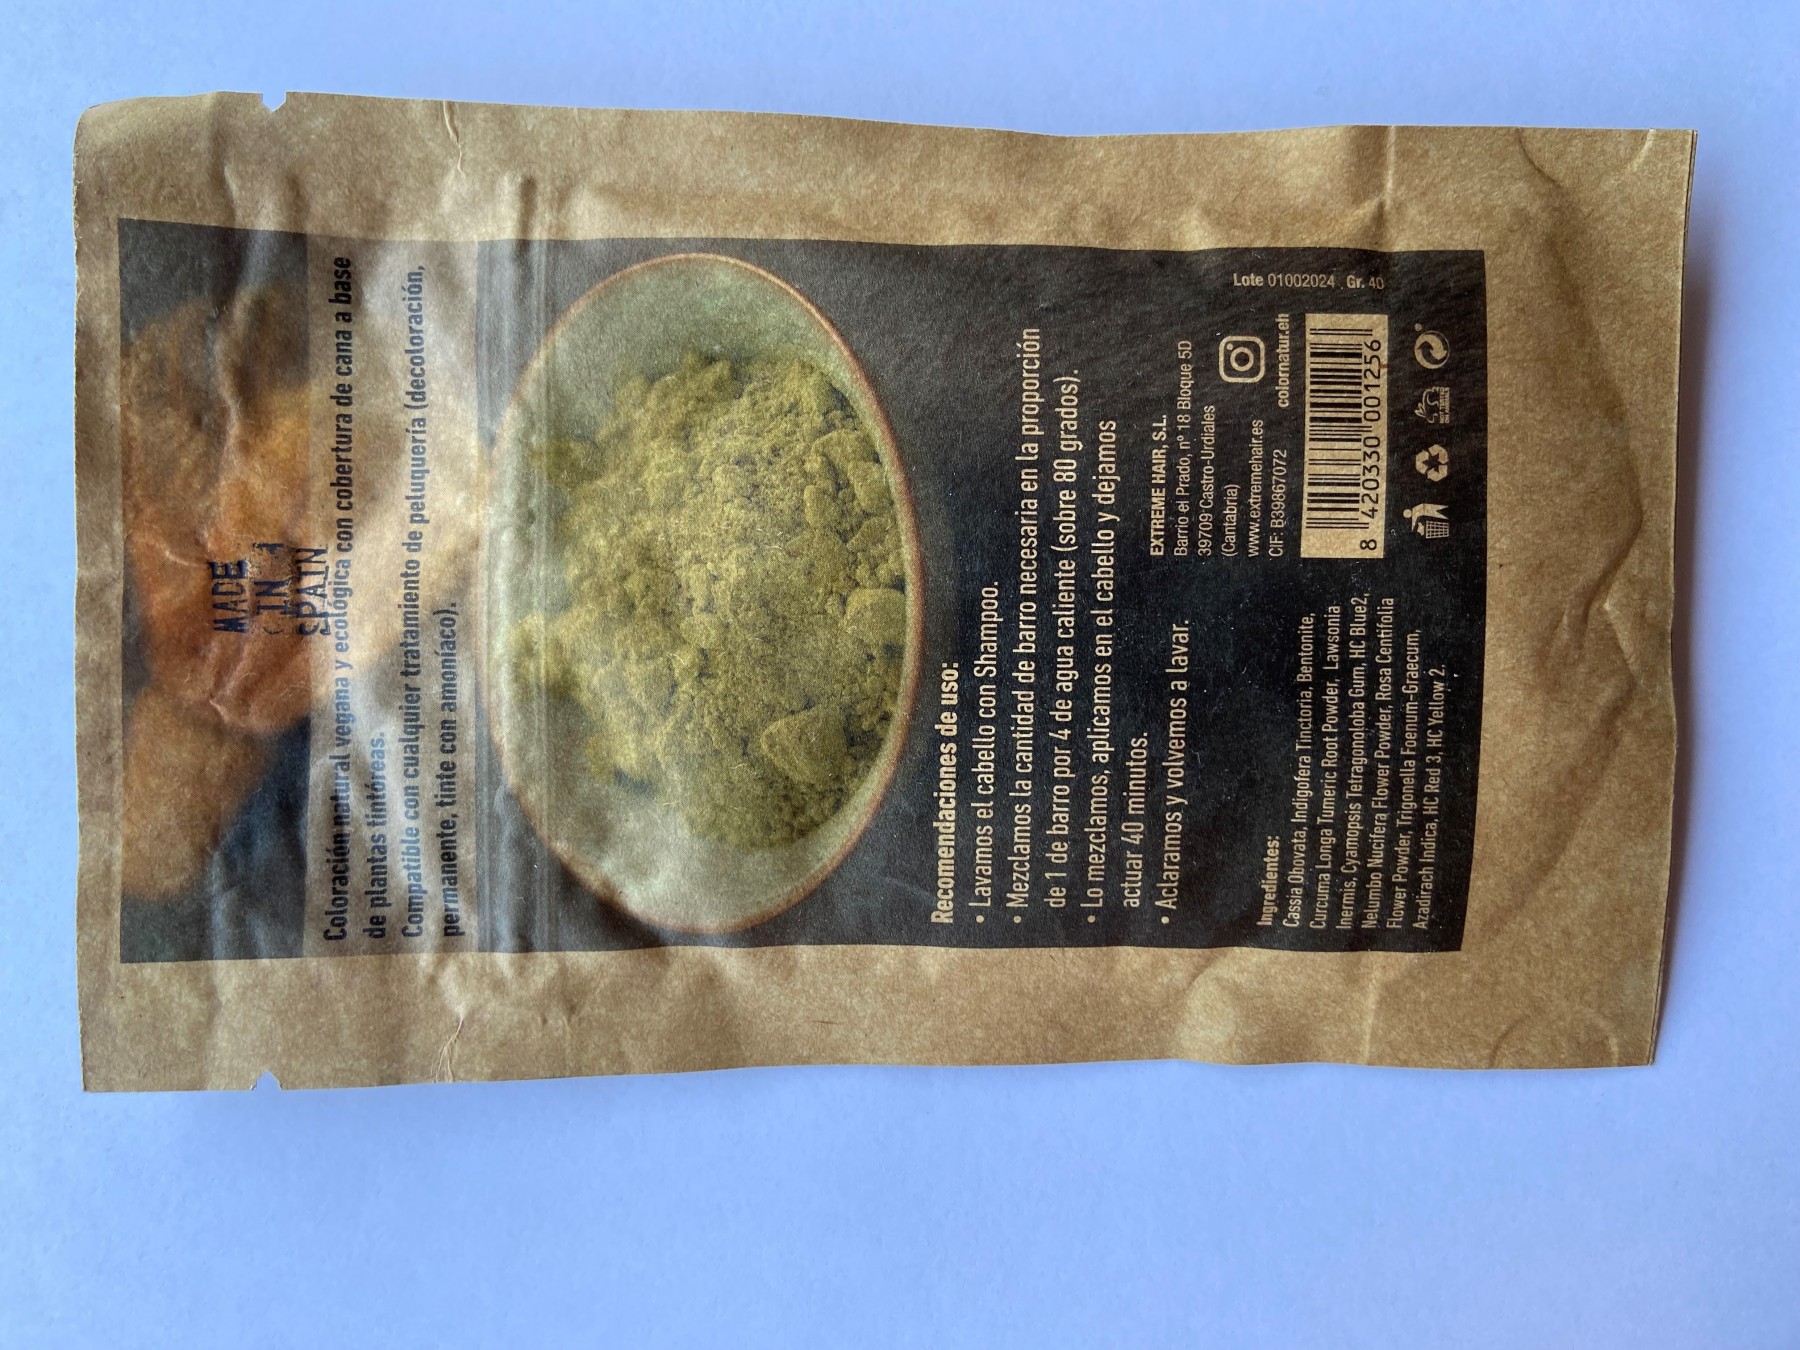 MADE
IN
SPAIN
Coloración natural vegana y ecológica con cobertura de cana a base
de plantas tintóreas.
Compatible con cualquier tratamiento de peluquería (decoloración,
permanente, tinte con amoníaco).
Recomendaciones de uso:
• Lavamos el cabello con Shampoo.
• Mezclamos la cantidad de barro necesaria en la proporción
de 1 de barro por 4 de agua caliente (sobre 80 grados).
• Lo mezclamos, aplicamos en el cabello y dejamos
actuar 40 minutos.
• Aclaramos y volvemos a lavar.
Ingredientes:
Cassia Obovata, Indigofera Tinctoria, Bentonite,
Curcuma Longa Tumeric Root Powder, Lawsonia
Inermis, Cyamopsis Tetragonoloba Gum, HC Blue2,
Nelumbo Nucifera Flower Powder, Rosa Centifolia
Flower Powder, Trigonella Foenum-Graecum,
Azadirach Indica, HC Red 3, HC Yellow 2.
EXTREME HAIR, S.L.
Barrio el Prado, nº 18 Bloque 5D
39709 Castro-Urdiales
(Cantabria)
www.extremehair.es
CIF: B39867072
colornatur.eh
Lote 01002024 Gr. 40
8 420330 001256